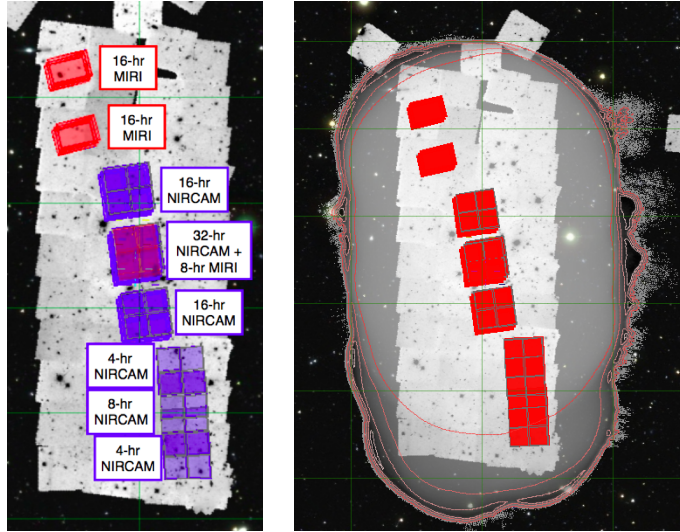 16-hr
MIRI
16-hr
MIRI
16-hr
NIRCAM
32-hr
NIRCAM +
8-hr MIRI
16-hr
NIRCAM
4-hr
NIRCAM
8-hr
NIRCAM
4-hr
NIRCAM